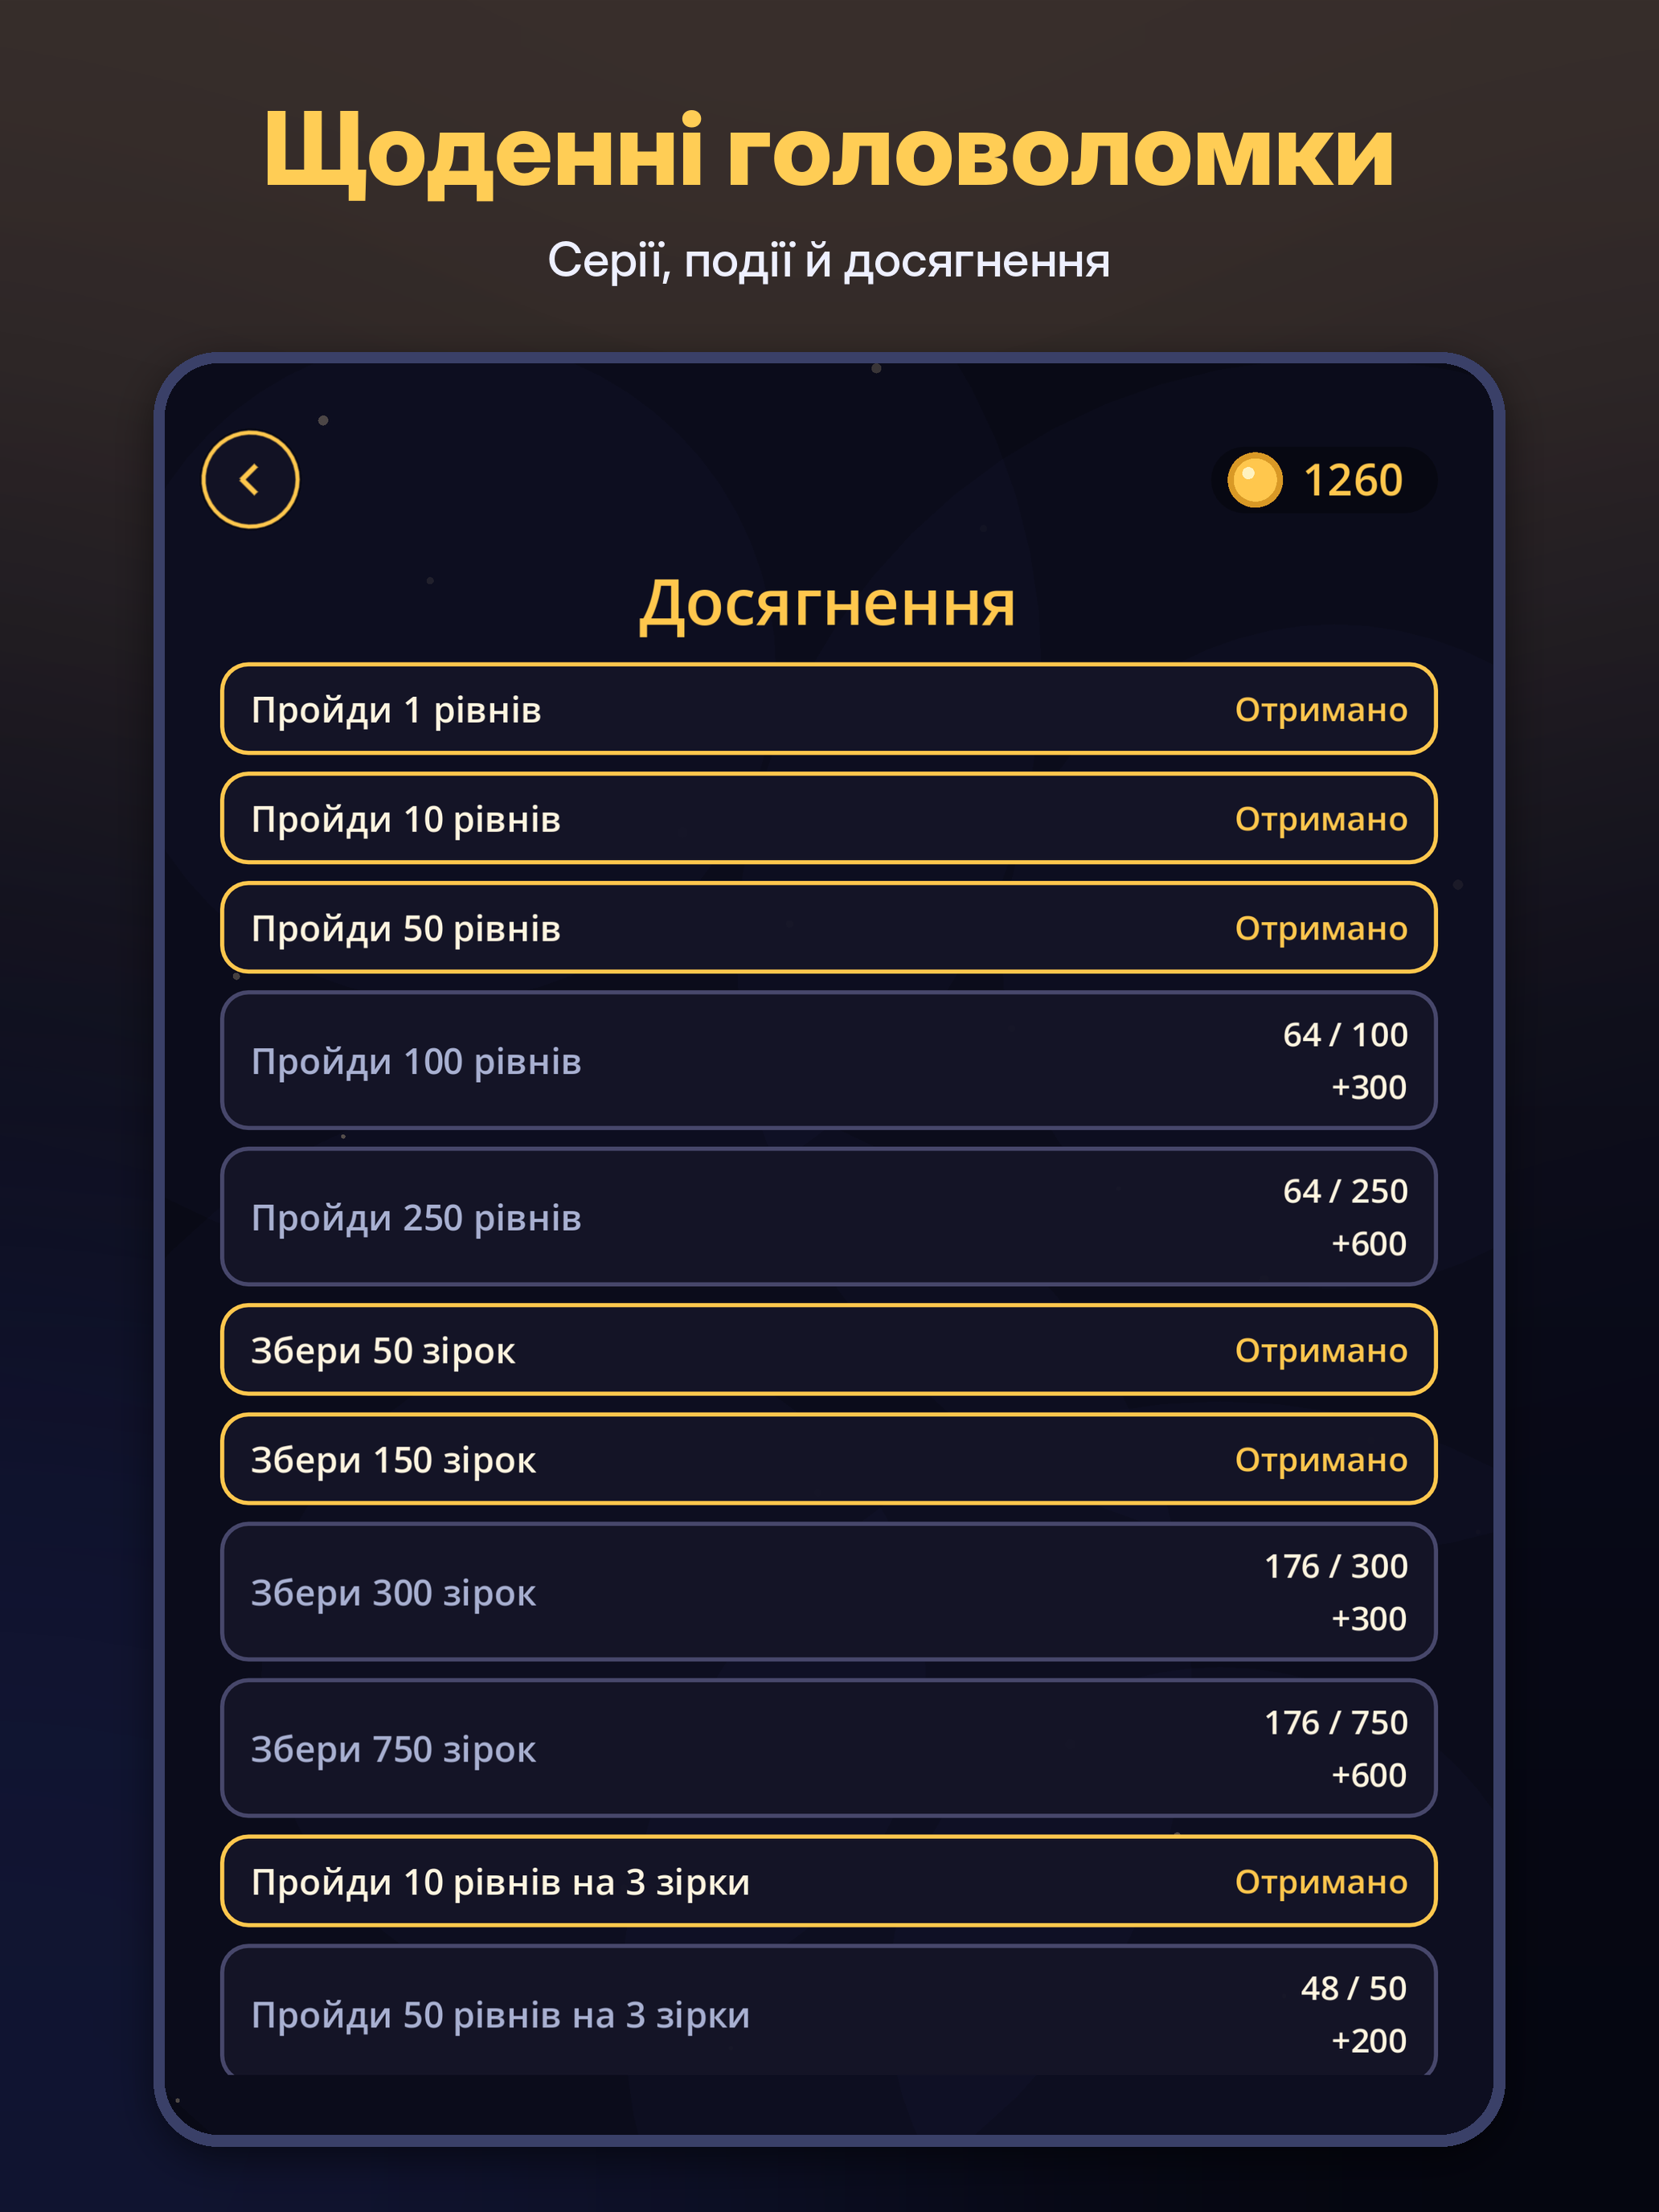 Щоденні головоломки
Серії, події й досягнення
1260
Досягнення
Пройди 1 рівнів
Отримано
Пройди 10 рівнів
Отримано
Пройди 50 рівнів
Отримано
Пройди 100 рівнів
64 / 100
+300
Пройди 250 рівнів
64 / 250
+600
Збери 50 зірок
Отримано
Збери 150 зірок
Отримано
Збери 300 зірок
176 / 300
+300
Збери 750 зірок
176 / 750
+600
Пройди 10 рівнів на 3 зірки
Отримано
Пройди 50 рівнів на 3 зірки
48 / 50
+200